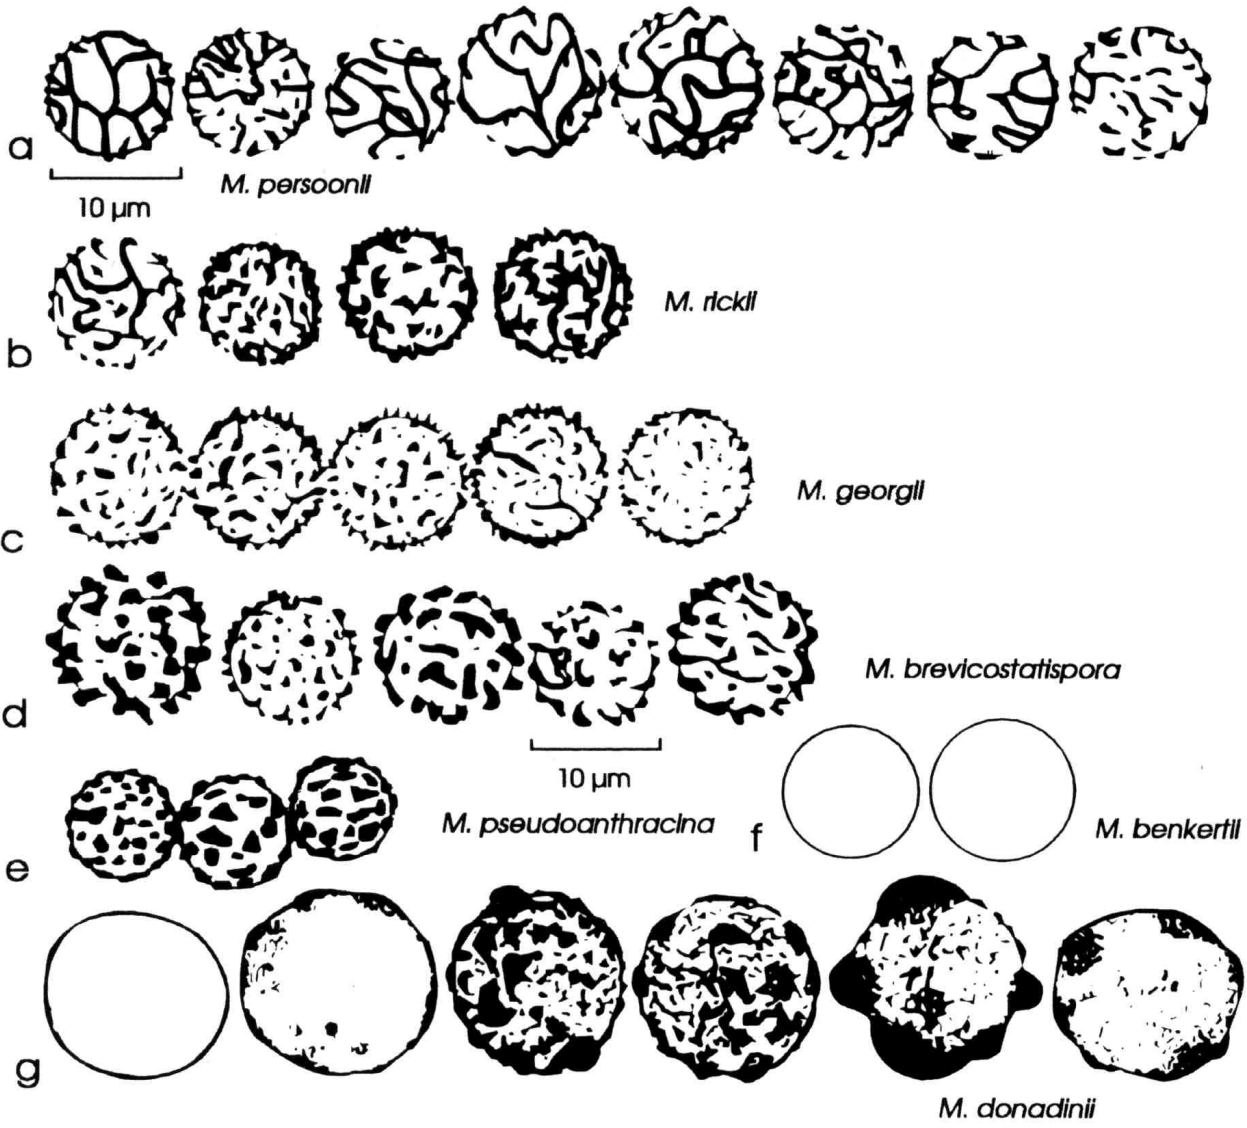 a
10 µm
M. persoonii
b
M. rickii
c
M. georgii
d
M. brevicostatispora
10 µm
e
M. pseudoanthracina
f
M. benkertii
g
M. donadinii